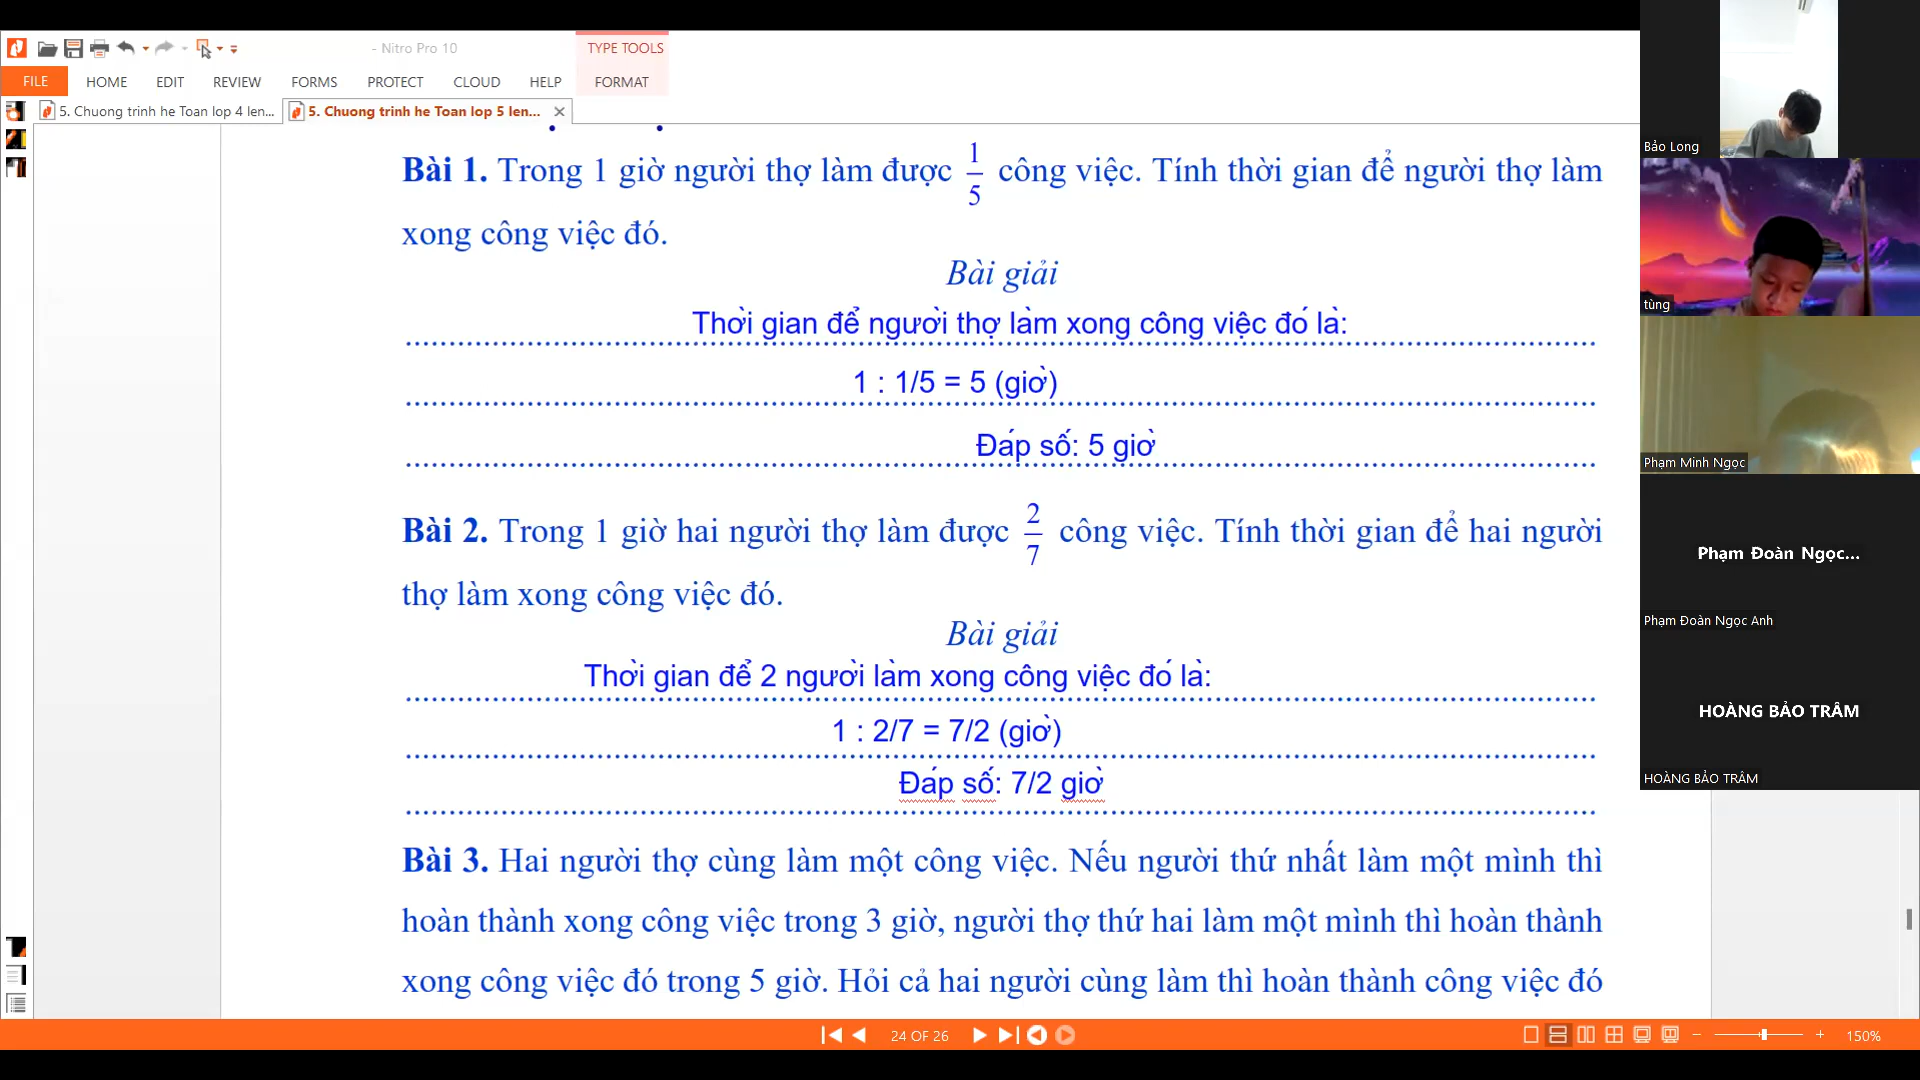 - Nitro Pro 10
TYPE TOOLS
FILE HOME EDIT REVIEW FORMS PROTECT CLOUD HELP FORMAT
5. Chuong trinh he Toan lop 4 len...
5. Chuong trinh he Toan lop 5 len...
Bài 1. Trong 1 giờ người thợ làm được 1/5 công việc. Tính thời gian để người thợ làm
xong công việc đó.
Bài giải
Thời gian để người thợ làm xong công việc đó là:
1 : 1/5 = 5 (giờ)
Đáp số: 5 giờ
Bài 2. Trong 1 giờ hai người thợ làm được 2/7 công việc. Tính thời gian để hai người
thợ làm xong công việc đó.
Bài giải
Thời gian để 2 người làm xong công việc đó là:
1 : 2/7 = 7/2 (giờ)
Đáp số: 7/2 giờ
Bài 3. Hai người thợ cùng làm một công việc. Nếu người thứ nhất làm một mình thì
hoàn thành xong công việc trong 3 giờ, người thợ thứ hai làm một mình thì hoàn thành
xong công việc đó trong 5 giờ. Hỏi cả hai người cùng làm thì hoàn thành công việc đó
24 OF 26
150%
Bảo Long
tùng
Phạm Minh Ngọc
Phạm Đoàn Ngọc...
Phạm Đoàn Ngọc Anh
HOÀNG BẢO TRÂM
HOÀNG BẢO TRÂM